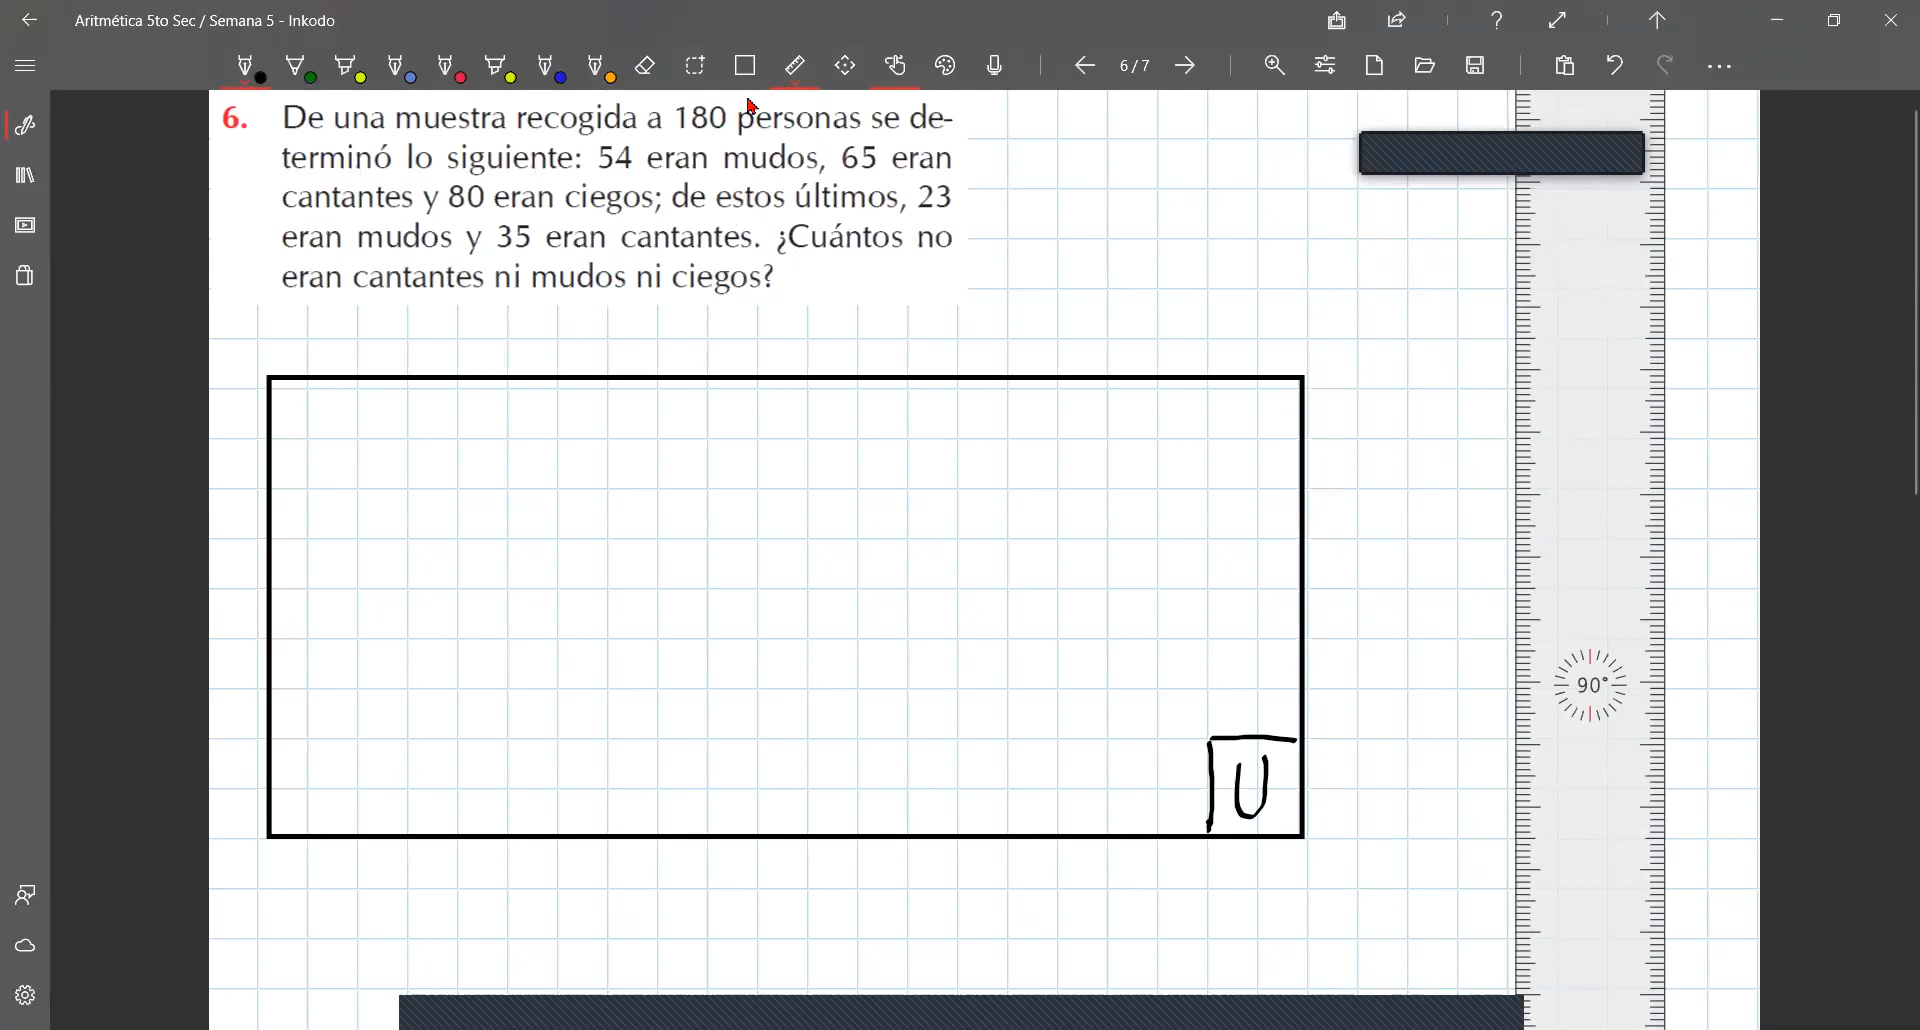 Aritmética 5to Sec / Semana 5 - Inkodo
6 / 7
6. De una muestra recogida a 180 personas se de-
terminó lo siguiente: 54 eran mudos, 65 eran
cantantes y 80 eran ciegos; de estos últimos, 23
eran mudos y 35 eran cantantes. ¿Cuántos no
eran cantantes ni mudos ni ciegos?
90°
U